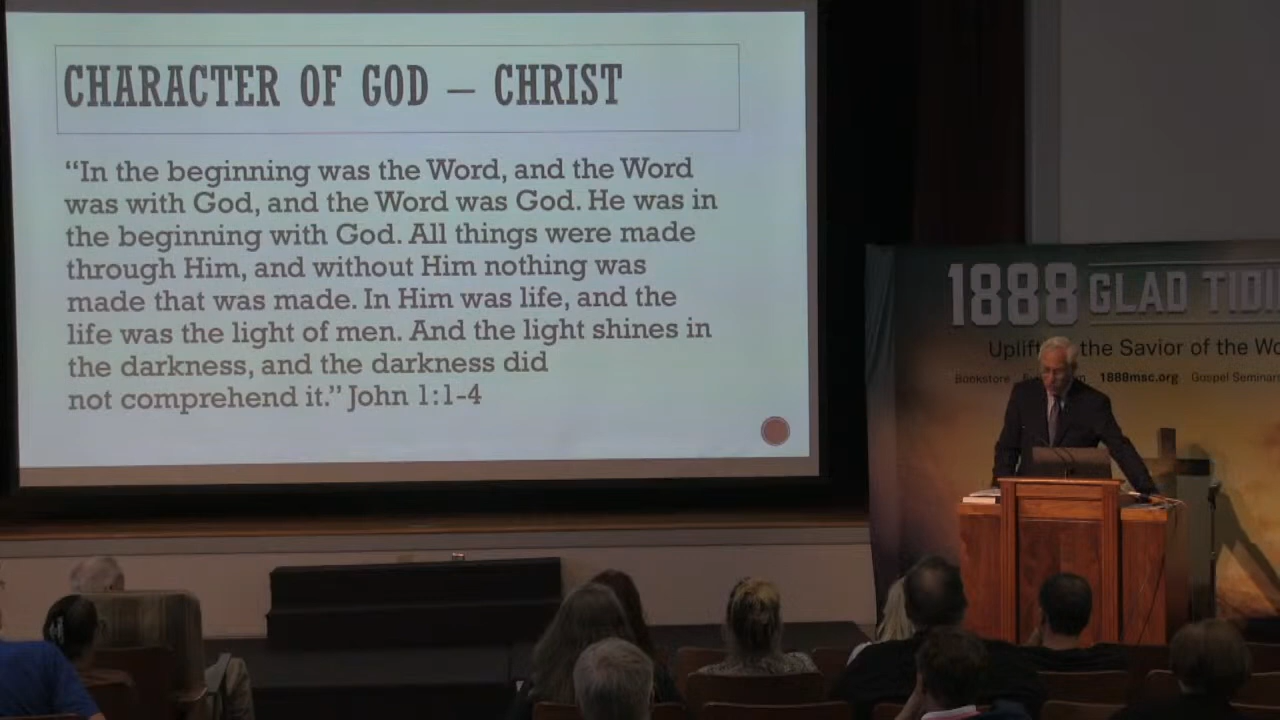 CHARACTER OF GOD – CHRIST
“In the beginning was the Word, and the Word
was with God, and the Word was God. He was in
the beginning with God. All things were made
through Him, and without Him nothing was
made that was made. In Him was life, and the
life was the light of men. And the light shines in
the darkness, and the darkness did
not comprehend it.” John 1:1-4
1888 GLAD
the Savior of the
Bookstore 1888msc.org Gospel